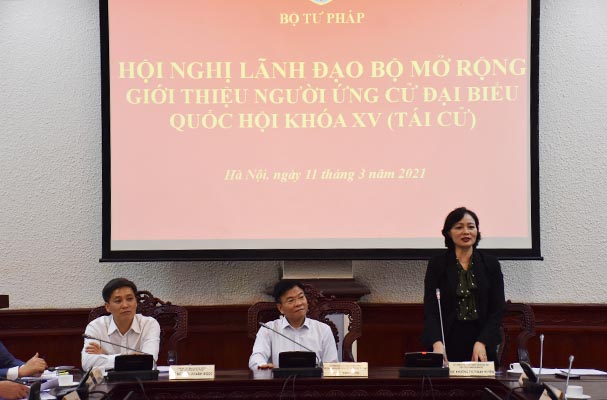 BỘ TƯ PHÁP
HỘI NGHỊ LÃNH ĐẠO BỘ MỞ RỘNG
GIỚI THIỆU NGƯỜI ỨNG CỬ ĐẠI BIỂU
QUỐC HỘI KHÓA XV (TÁI CỬ)
Hà Nội, ngày 11 tháng 3 năm 2021